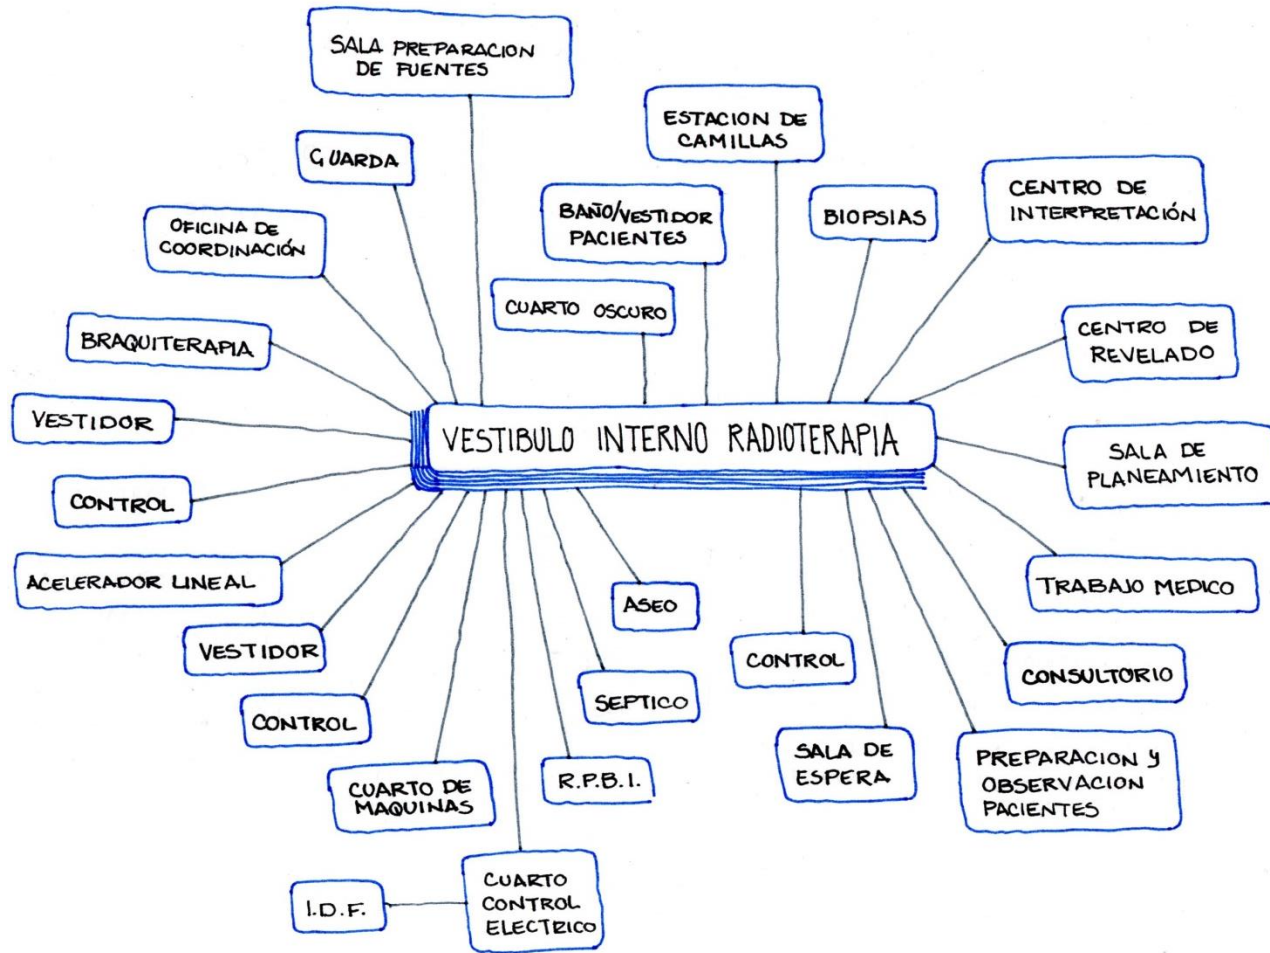 SALA PREPARACION
DE FUENTES
ESTACION DE
CAMILLAS
GUARDA
CENTRO DE
INTERPRETACIÓN
BAÑO/VESTIDOR
PACIENTES
BIOPSIAS
OFICINA DE
COORDINACIÓN
CUARTO OSCURO
CENTRO DE
REVELADO
BRAQUITERAPIA
VESTIDOR
VESTIBULO INTERNO RADIOTERAPIA
SALA DE
PLANEAMIENTO
CONTROL
ACELERADOR LINEAL
TRABAJO MEDICO
ASEO
VESTIDOR
CONTROL
CONSULTORIO
SEPTICO
CONTROL
SALA DE
ESPERA
PREPARACION Y
OBSERVACION
PACIENTES
R.P.B.I.
CUARTO DE
MAQUINAS
CUARTO
CONTROL
ELECTRICO
I.D.F.